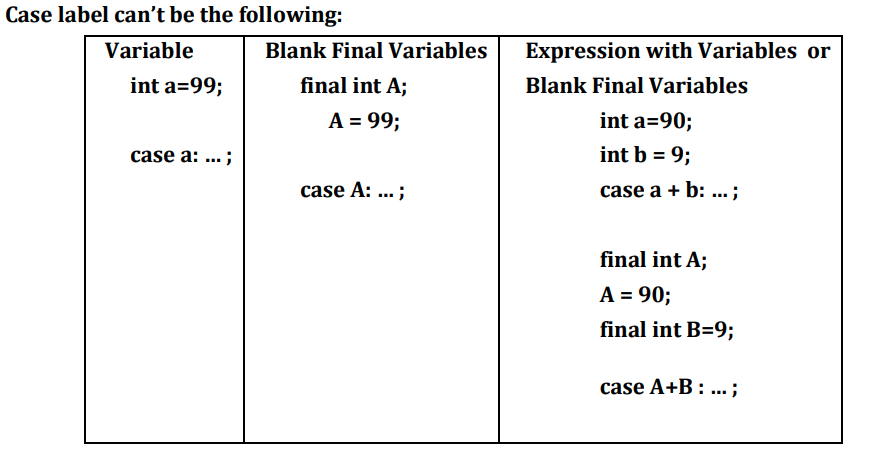 Case label can't be the following:
Variable
int a=99;
case a: ... ;
Blank Final Variables
final int A;
A = 99;
case A: ... ;
Expression with Variables or
Blank Final Variables
int a=90;
int b = 9;
case a + b: ... ;
final int A;
A = 90;
final int B=9;
case A+B : ... ;